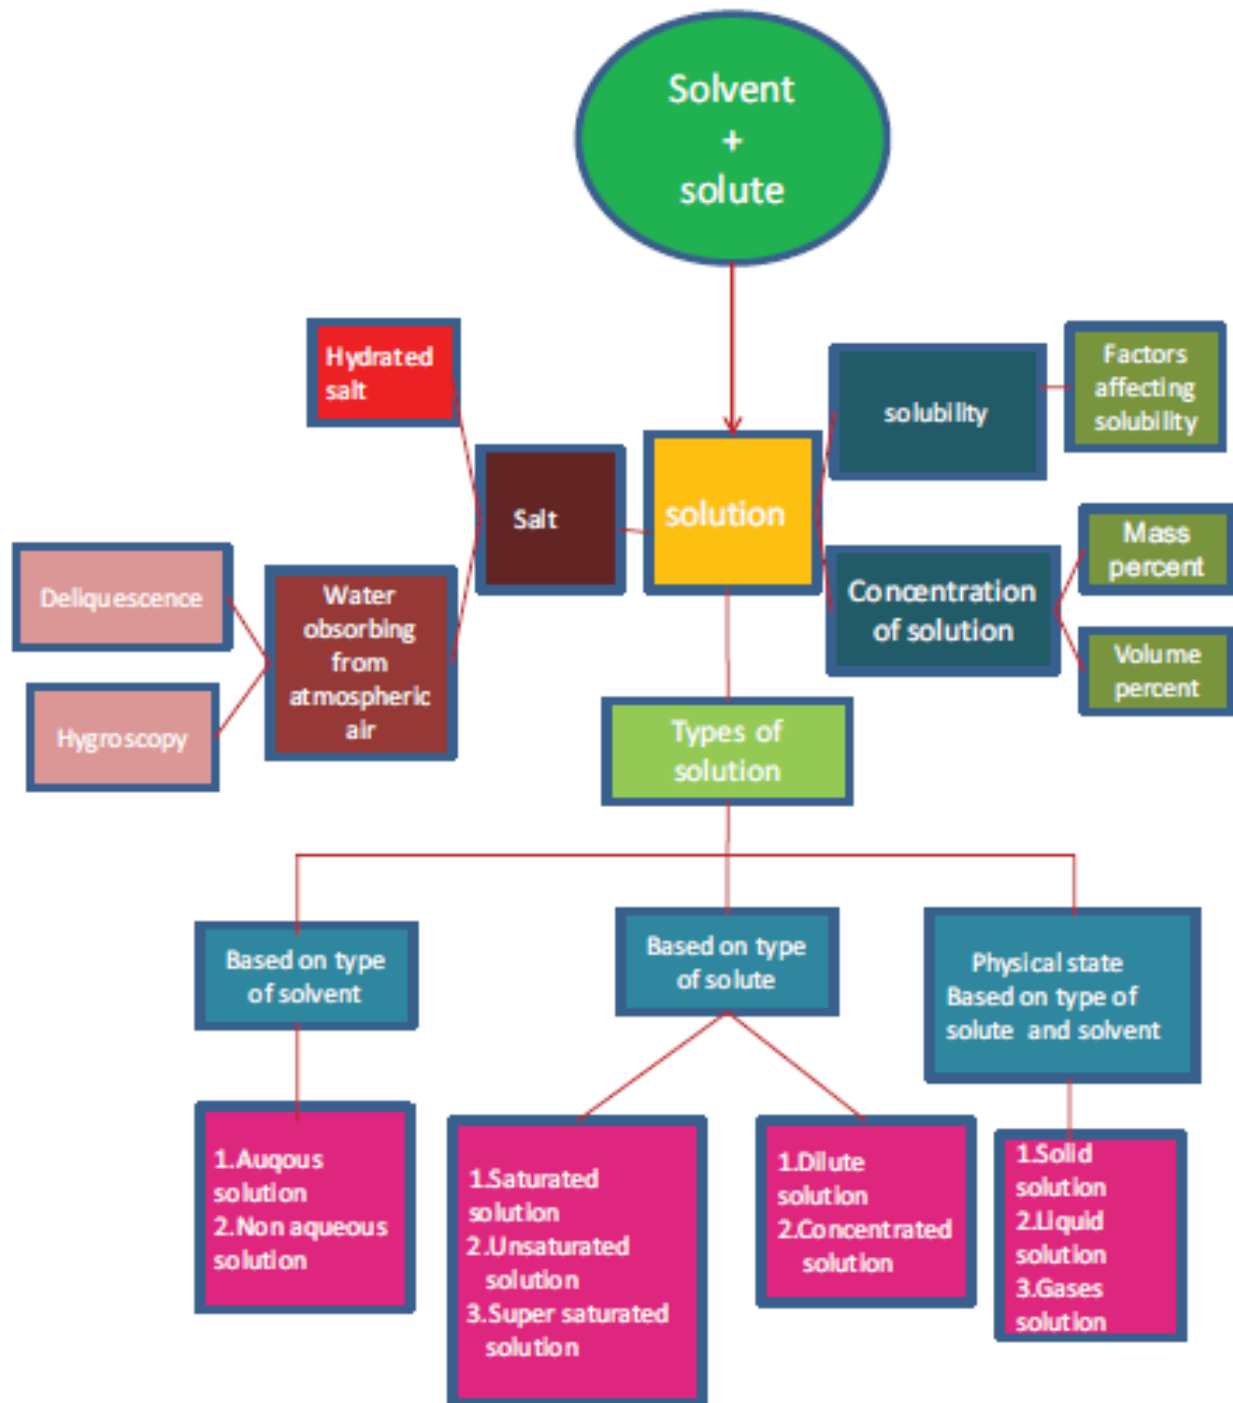 Solvent
+
solute
Hydrated
salt
Salt
solution
solubility
Factors
affecting
solubility
Deliquescence
Hygroscopy
Water
obsorbing
from
atmospheric
air
Concentration
of solution
Mass
percent
Volume
percent
Types of
solution
Based on type
of solvent
Based on type
of solute
Physical state
Based on type of
solute and solvent
1.Auqous
solution
2.Non aqueous
solution
1.Saturated
solution
2.Unsaturated
solution
3.Super saturated
solution
1.Dilute
solution
2.Concentrated
solution
1.Solid
solution
2.Liquid
solution
3.Gases
solution